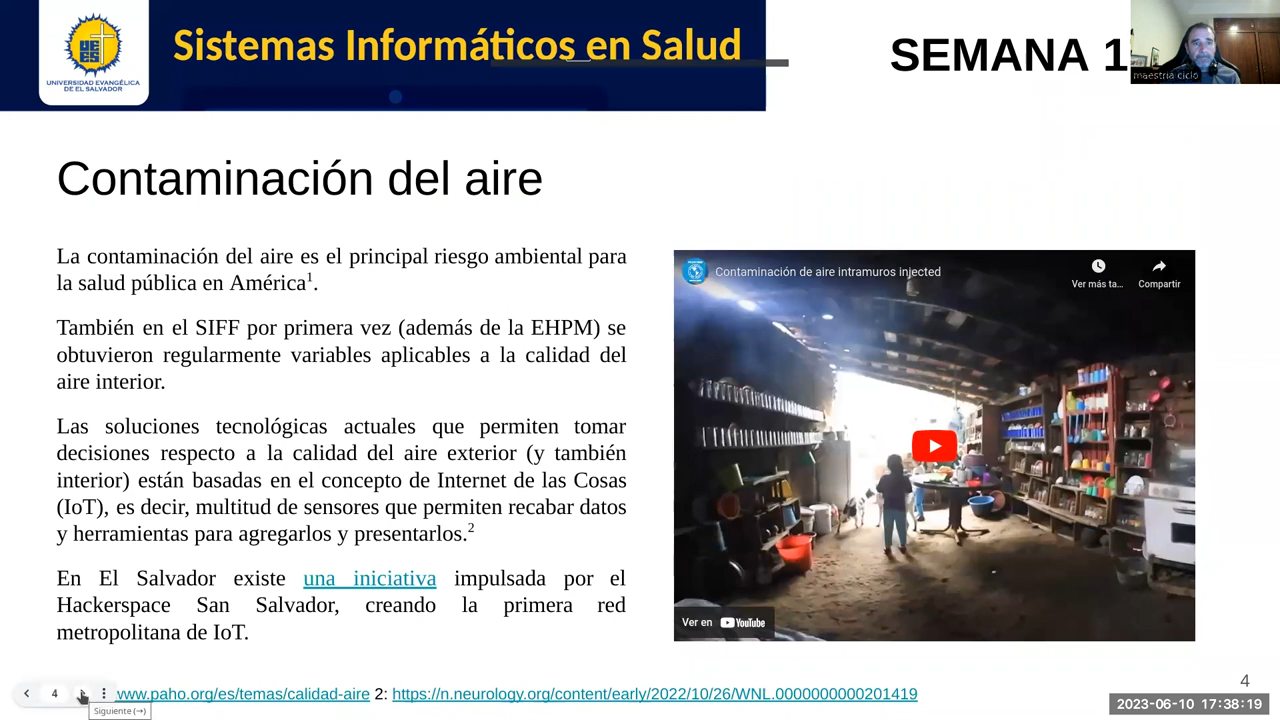 Sistemas Informáticos en Salud
UNIVERSIDAD EVANGÉLICA
DE EL SALVADOR
SEMANA 1
maestria ciclo
Contaminación del aire
La contaminación del aire es el principal riesgo ambiental para
la salud pública en América1.
También en el SIFF por primera vez (además de la EHPM) se
obtuvieron regularmente variables aplicables a la calidad del
aire interior.
Las soluciones tecnológicas actuales que permiten tomar
decisiones respecto a la calidad del aire exterior (y también
interior) están basadas en el concepto de Internet de las Cosas
(IoT), es decir, multitud de sensores que permiten recabar datos
y herramientas para agregarlos y presentarlos.2
En El Salvador existe una iniciativa impulsada por el
Hackerspace San Salvador, creando la primera red
metropolitana de IoT.
Contaminación de aire intramuros injected
Ver más ta...
Compartir
Ver en YouTube
4
www.paho.org/es/temas/calidad-aire 2: https://n.neurology.org/content/early/2022/10/26/WNL.0000000000201419
Siguiente (→)
4
2023-06-10 17:38:19